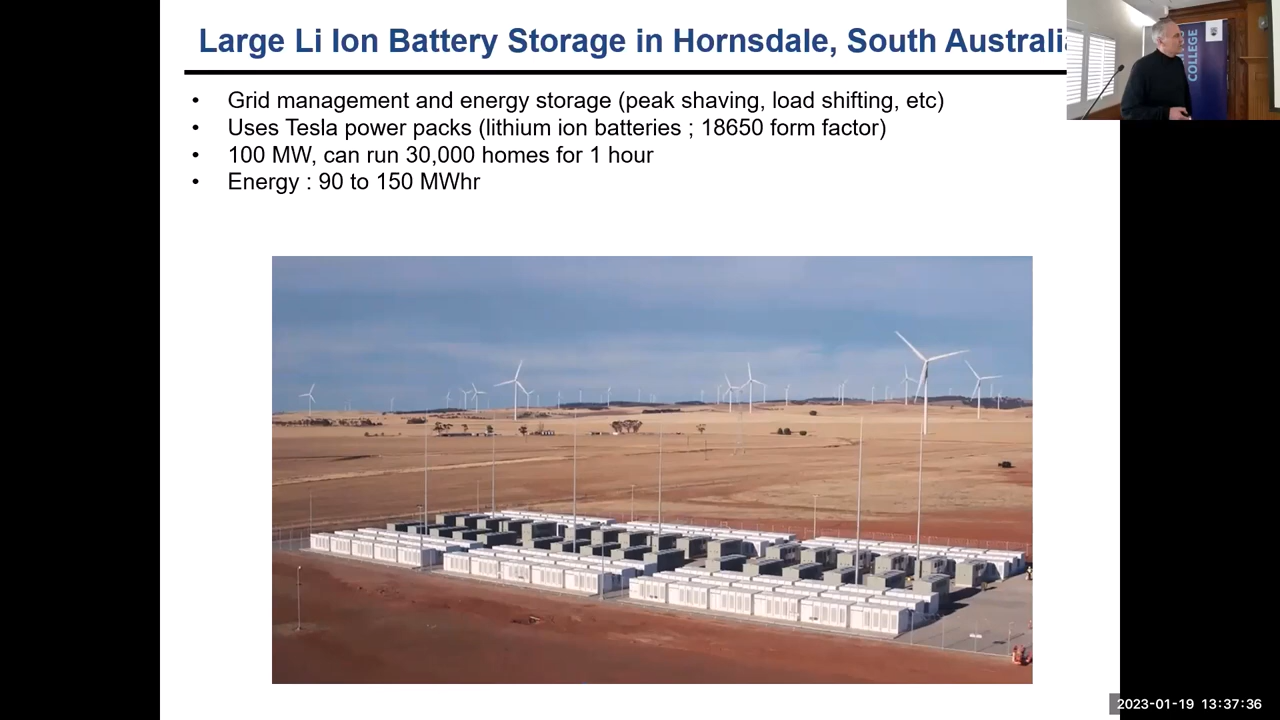 Large Li Ion Battery Storage in Hornsdale, South Australi
• Grid management and energy storage (peak shaving, load shifting, etc)
• Uses Tesla power packs (lithium ion batteries ; 18650 form factor)
• 100 MW, can run 30,000 homes for 1 hour
• Energy : 90 to 150 MWhr
COLLEGE
2023-01-19 13:37:36